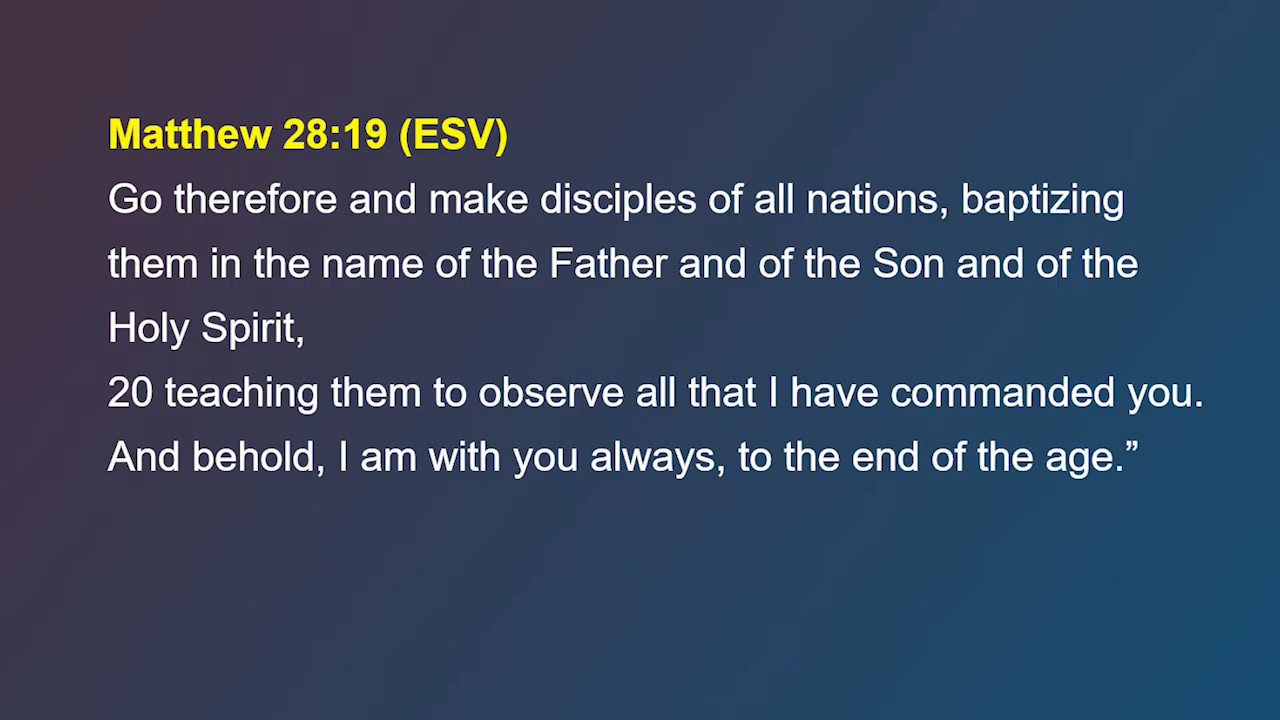 Matthew 28:19 (ESV)
Go therefore and make disciples of all nations, baptizing
them in the name of the Father and of the Son and of the
Holy Spirit,
20 teaching them to observe all that I have commanded you.
And behold, I am with you always, to the end of the age.”